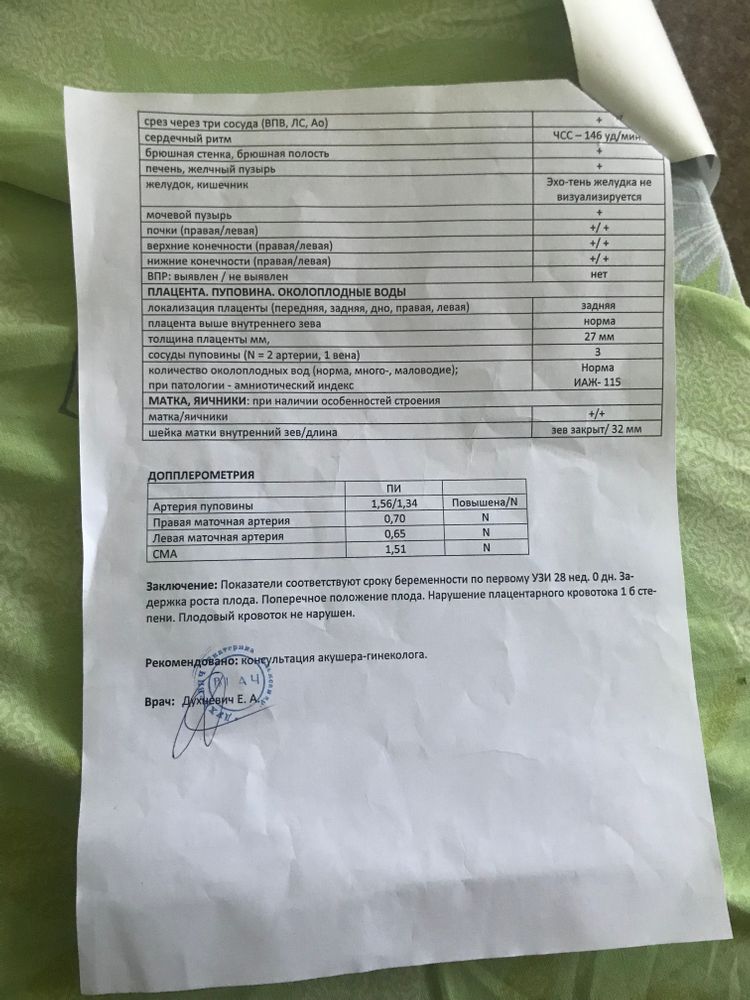 срез через три сосуда (ВПВ, ЛС, Ао) +
сердечный ритм ЧСС – 146 уд/мин
брюшная стенка, брюшная полость +
печень, желчный пузырь +
желудок, кишечник Эхо-тень желудка не
визуализируется
мочевой пузырь +
почки (правая/левая) +/ +
верхние конечности (правая/левая) +/ +
нижние конечности (правая/левая) +/ +
ВПР: выявлен / не выявлен нет
ПЛАЦЕНТА. ПУПОВИНА. ОКОЛОПЛОДНЫЕ ВОДЫ
локализация плаценты (передняя, задняя, дно, правая, левая) задняя
плацента выше внутреннего зева норма
толщина плаценты мм, 27 мм
сосуды пуповины (N = 2 артерии, 1 вена) 3
количество околоплодных вод (норма, много-, маловодие); Норма
при патологии - амниотический индекс ИАЖ- 115
МАТКА, ЯИЧНИКИ: при наличии особенностей строения
матка/яичники +/+
шейка матки внутренний зев/длина зев закрыт/ 32 мм
ДОППЛЕРОМЕТРИЯ
ПИ
Артерия пуповины 1,56/1,34 Повышена/N
Правая маточная артерия 0,70 N
Левая маточная артерия 0,65 N
СМА 1,51 N
Заключение: Показатели соответствуют сроку беременности по первому УЗИ 28 нед. 0 дн. За-
держка роста плода. Поперечное положение плода. Нарушение плацентарного кровотока 1 б сте-
пени. Плодовый кровоток не нарушен.
Рекомендовано: консультация акушера-гинеколога.
Врач: Духневич Е. А.
ВРАЧ